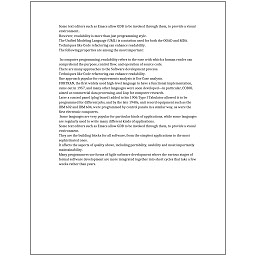 Some text editors such as Emacs allow GDB to be invoked through them, to provide a visual
environment.
However, readability is more than just programming style.
The Unified Modeling Language (UML) is a notation used for both the OOAD and MDA.
Techniques like Code refactoring can enhance readability.
The following properties are among the most important:

In computer programming, readability refers to the ease with which a human reader can
comprehend the purpose, control flow, and operation of source code.
There are many approaches to the Software development process.
Techniques like Code refactoring can enhance readability.
One approach popular for requirements analysis is Use Case analysis.
FORTRAN, the first widely used high-level language to have a functional implementation,
came out in 1957, and many other languages were soon developed—in particular, COBOL
aimed at commercial data processing, and Lisp for computer research.
Later a control panel (plug board) added to his 1906 Type I Tabulator allowed it to be
programmed for different jobs, and by the late 1940s, unit record equipment such as the
IBM 602 and IBM 604, were programmed by control panels in a similar way, as were the
first electronic computers.
Some languages are very popular for particular kinds of applications, while some languages
are regularly used to write many different kinds of applications.
Some text editors such as Emacs allow GDB to be invoked through them, to provide a visual
environment.
They are the building blocks for all software, from the simplest applications to the most
sophisticated ones.
It affects the aspects of quality above, including portability, usability and most importantly
maintainability.
Many programmers use forms of Agile software development where the various stages of
formal software development are more integrated together into short cycles that take a few
weeks rather than years.